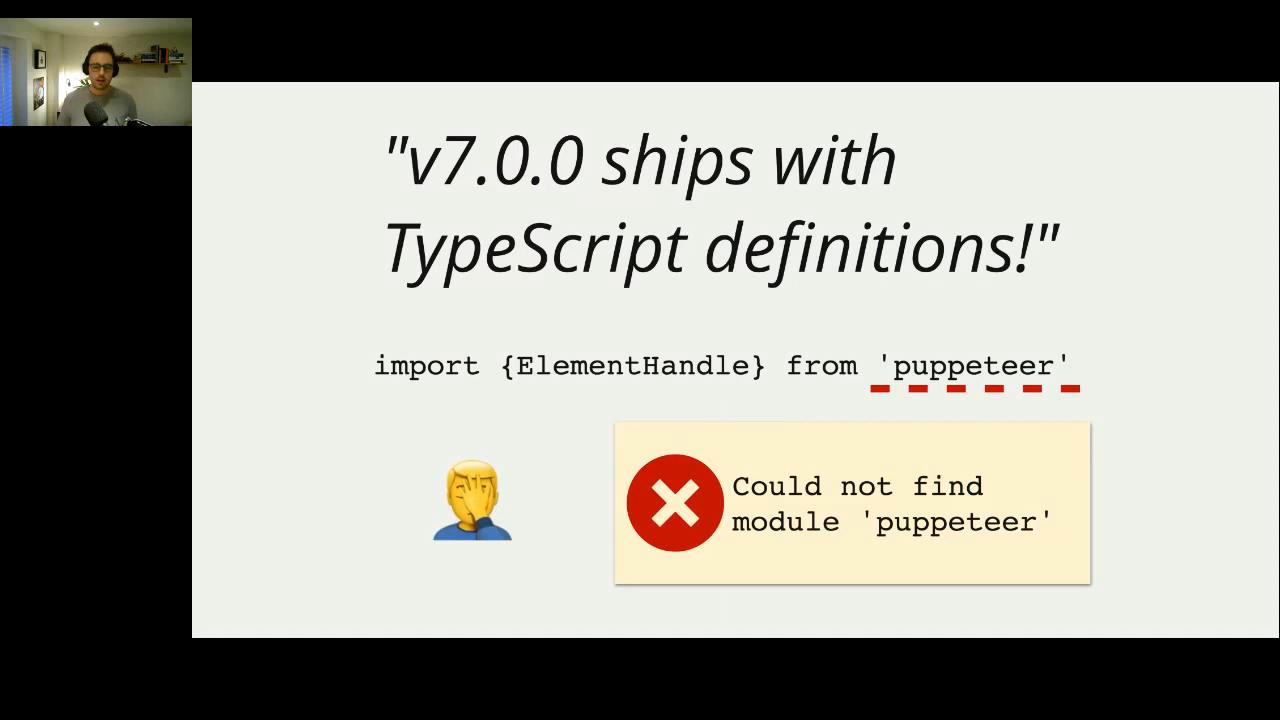 "v7.0.0 ships with
TypeScript definitions!"
import {ElementHandle} from 'puppeteer'
Could not find
module 'puppeteer'